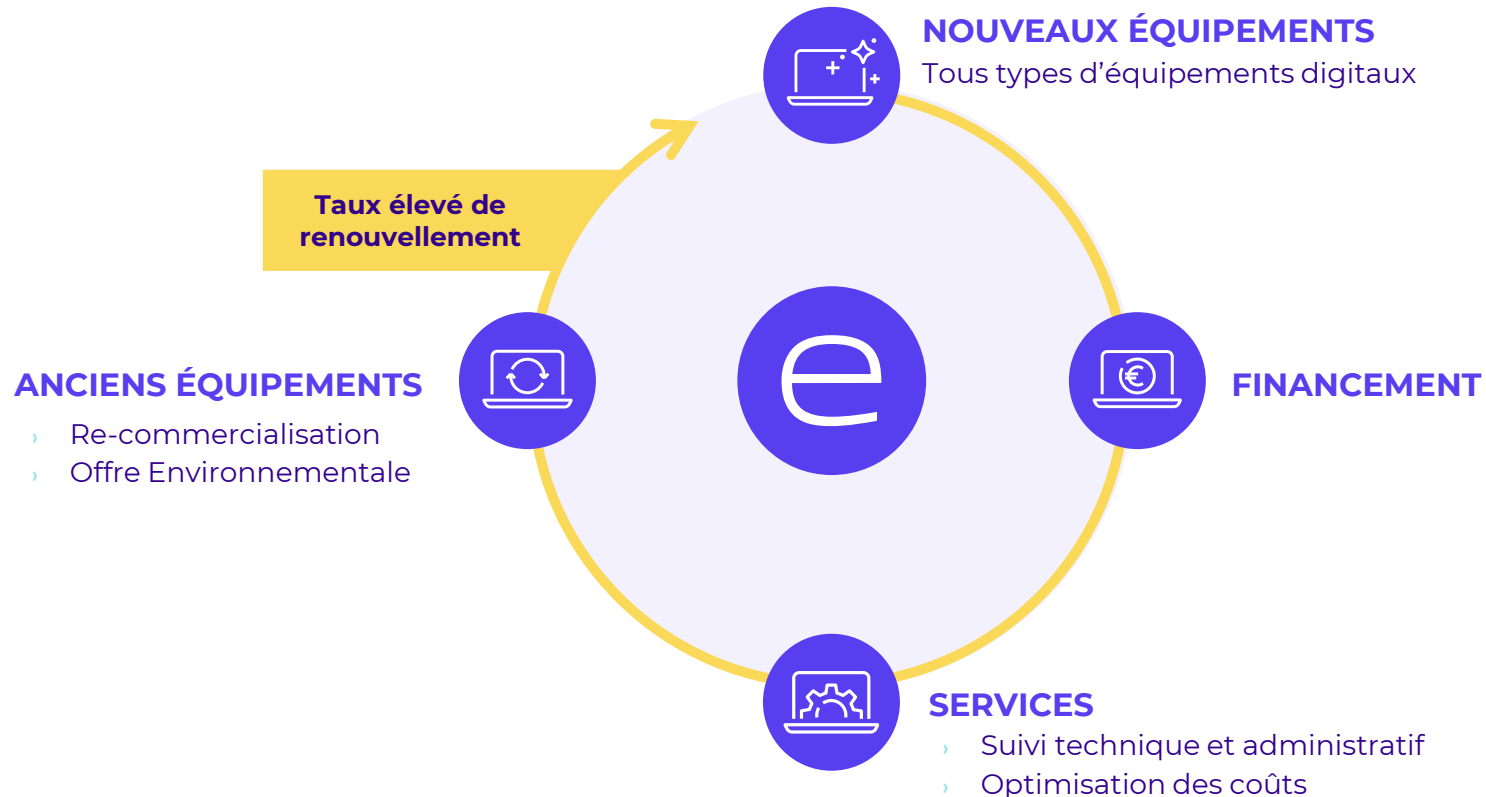 NOUVEAUX ÉQUIPEMENTS
Tous types d’équipements digitaux
Taux élevé de
renouvellement
e
€
ANCIENS ÉQUIPEMENTS
› Re-commercialisation
› Offre Environnementale
FINANCEMENT
SERVICES
› Suivi technique et administratif
› Optimisation des coûts